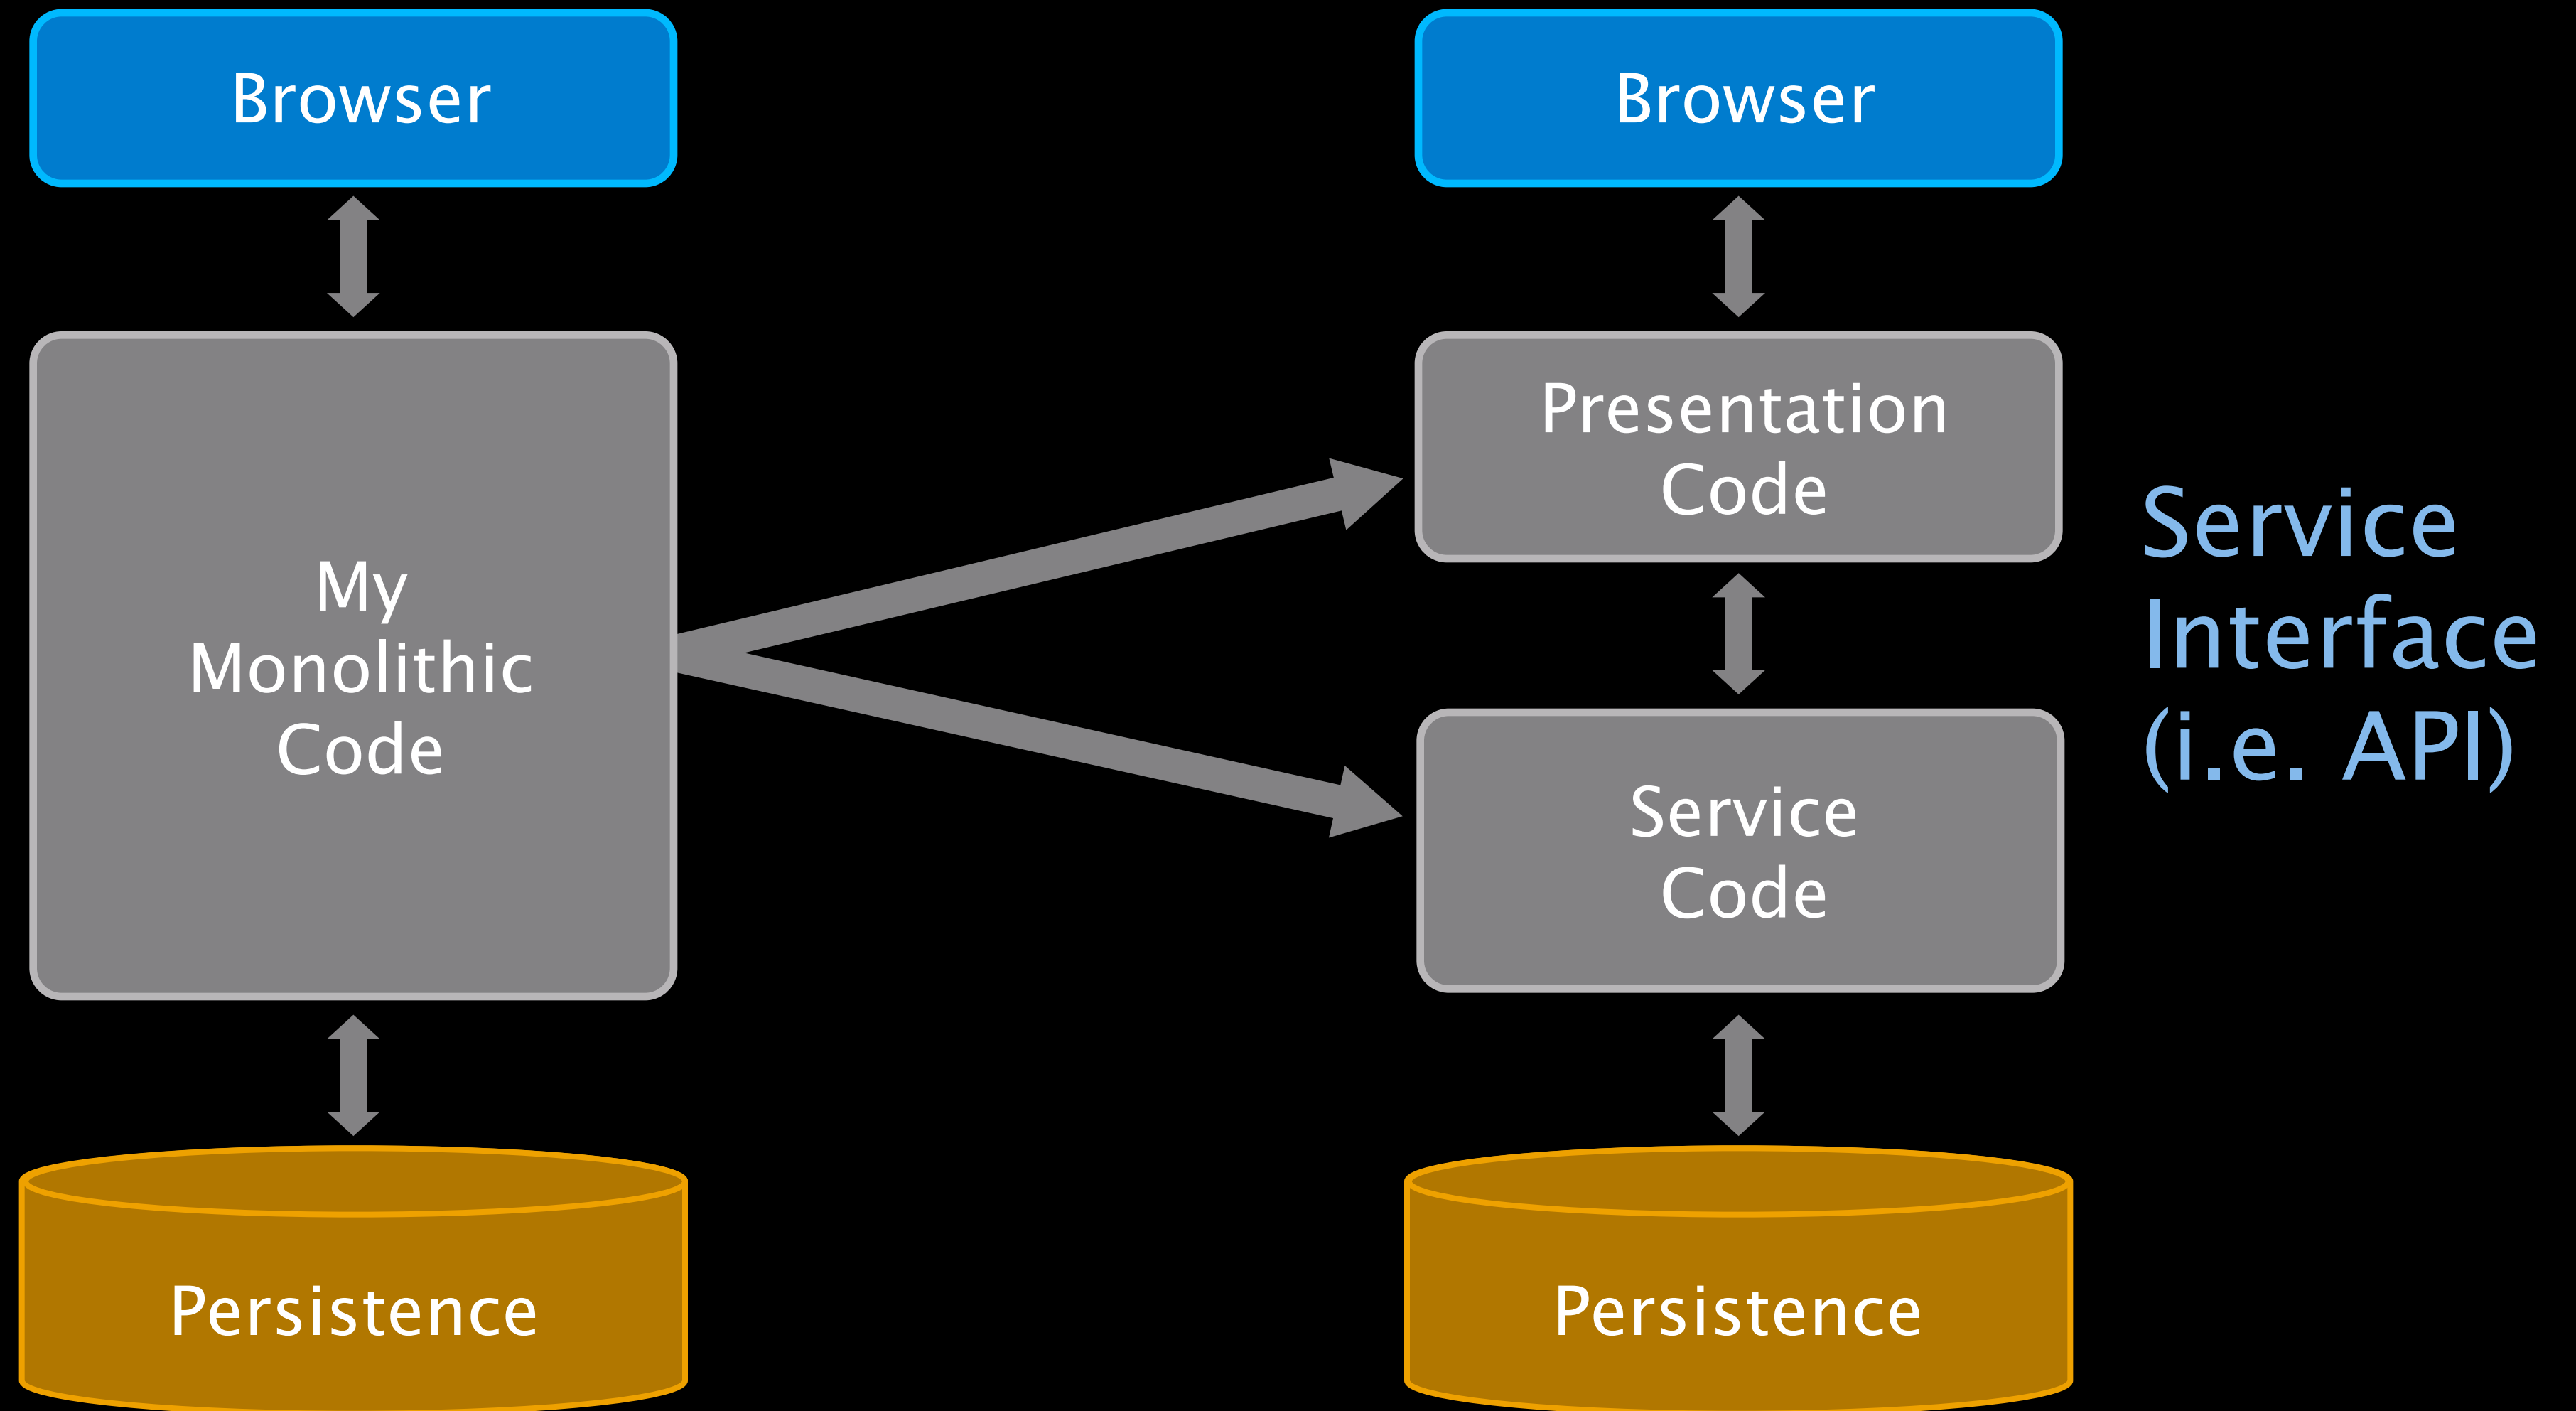 Browser
My
Monolithic
Code
Persistence
Browser
Presentation
Code
Service
Code
Persistence
Service
Interface
(i.e. API)